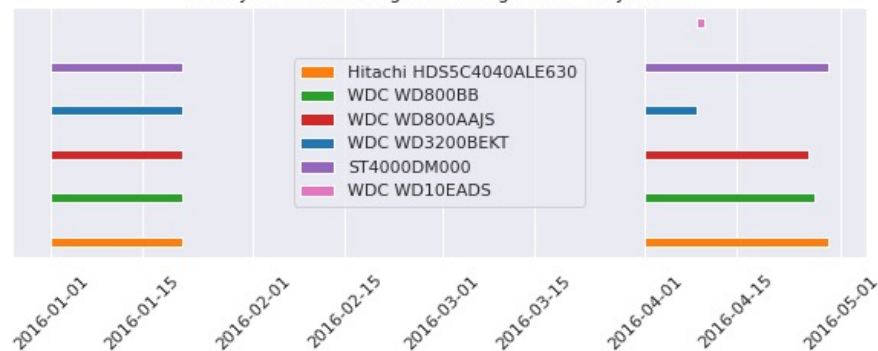 Hitachi HDS5C4040ALE630
WDC WD800BB
WDC WD800AAJS
WDC WD3200BEKT
ST4000DM000
WDC WD10EADS
2016-01-01
2016-01-15
2016-02-01
2016-02-15
2016-03-01
2016-03-15
2016-04-01
2016-04-15
2016-05-01